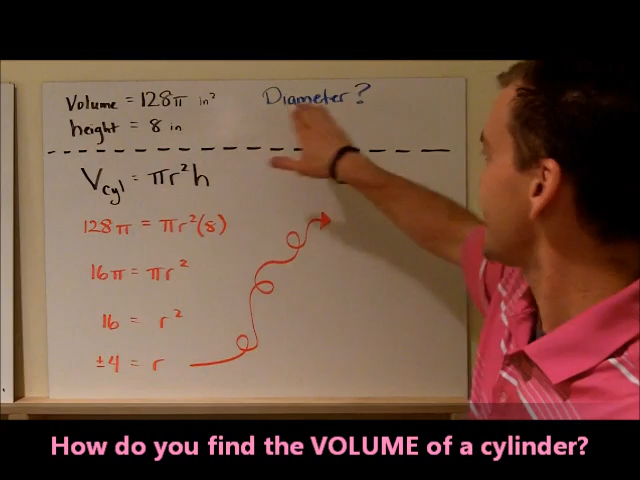 Volume = 128π in² Diameter?
height = 8 in
Vcyl = πr²h
128π = πr²(8)
16π = πr²
16 = r²
±4 = r
How do you find the VOLUME of a cylinder?